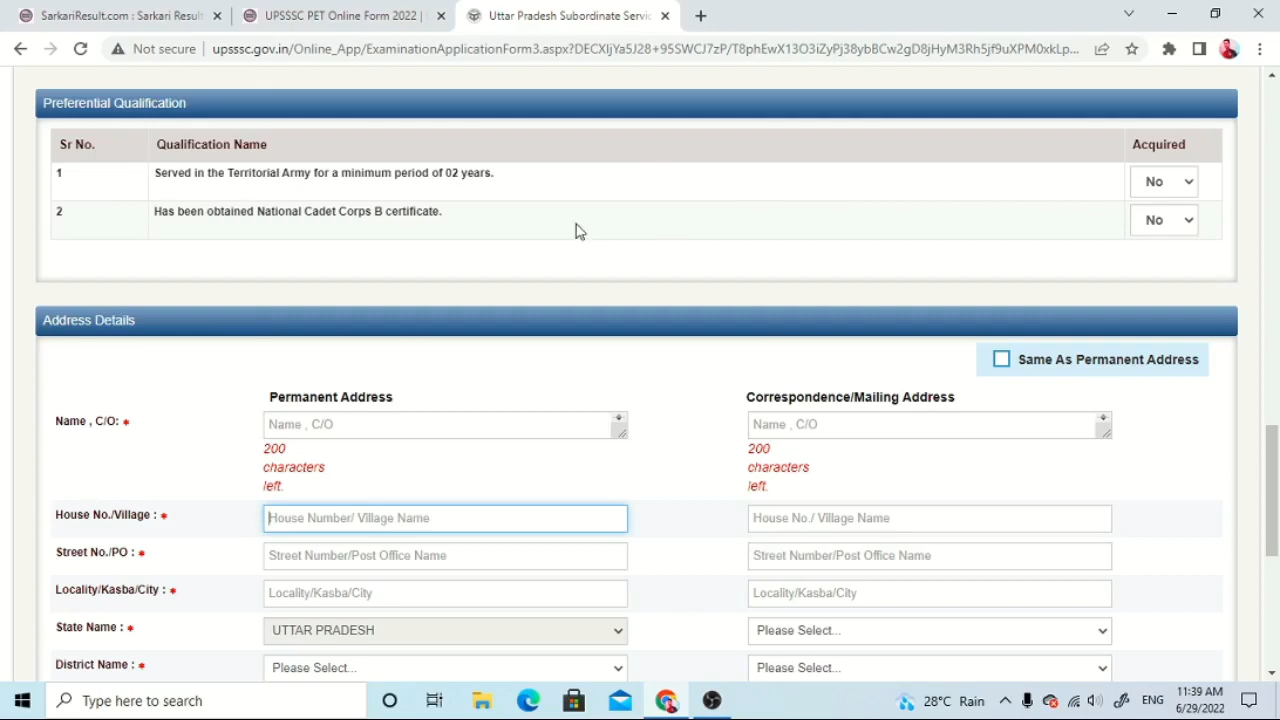 SarkariResult.com : Sarkari Result
UPSSSC PET Online Form 2022 |
Uttar Pradesh Subordinate Servic
Not secure
upsssc.gov.in/Online_App/ExaminationApplicationForm3.aspx?DECXIjYa5J28+95SWCJ7zP/T8phEwX13O3iZyPj38ybBCw2gD8jHyM3Rh5jf9uXPM0xkLp...
Preferential Qualification
Sr No. Qualification Name Acquired
1 Served in the Territorial Army for a minimum period of 02 years. No
2 Has been obtained National Cadet Corps B certificate. No
Address Details
Same As Permanent Address
Permanent Address Correspondence/Mailing Address
Name , C/O: * Name , C/O Name , C/O
200 200
characters characters
left. left.
House No./Village : * House Number/ Village Name House No./ Village Name
Street No./PO : * Street Number/Post Office Name Street Number/Post Office Name
Locality/Kasba/City : * Locality/Kasba/City Locality/Kasba/City
State Name : * UTTAR PRADESH Please Select...
District Name : * Please Select... Please Select...
Type here to search
28°C Rain
ENG
11:39 AM
6/29/2022